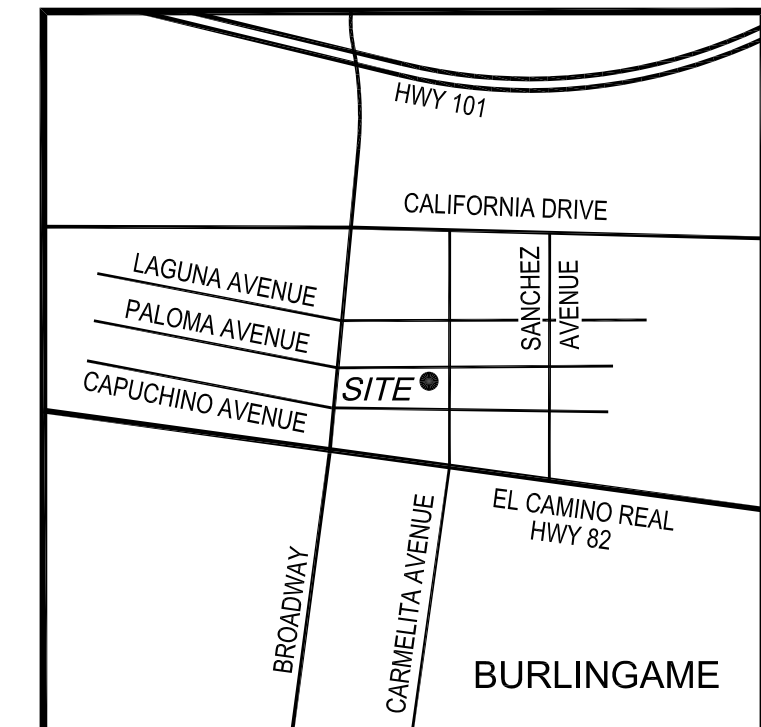 HWY 101
CALIFORNIA DRIVE
LAGUNA AVENUE
SANCHEZ
AVENUE
PALOMA AVENUE
SITE
CAPUCHINO AVENUE
EL CAMINO REAL
HWY 82
BROADWAY
CARMELITA AVENUE
BURLINGAME